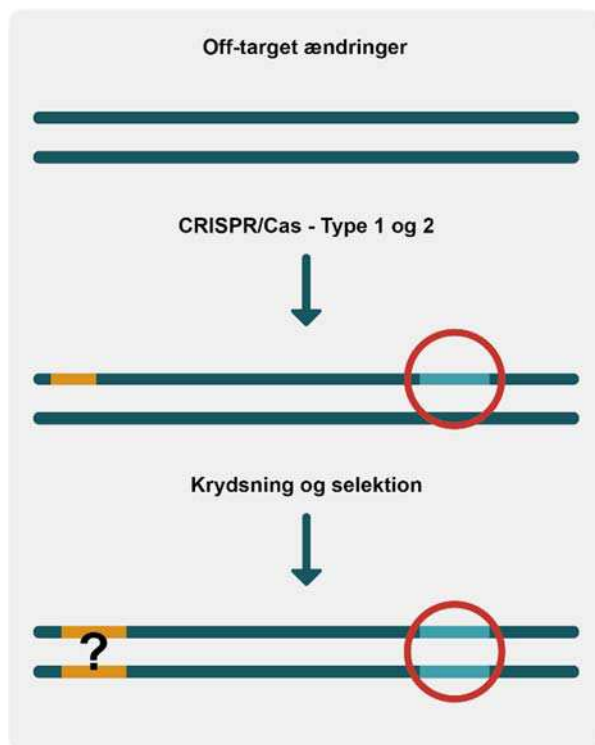 Off-target ændringer
CRISPR/Cas - Type 1 og 2
Krydsning og selektion
?